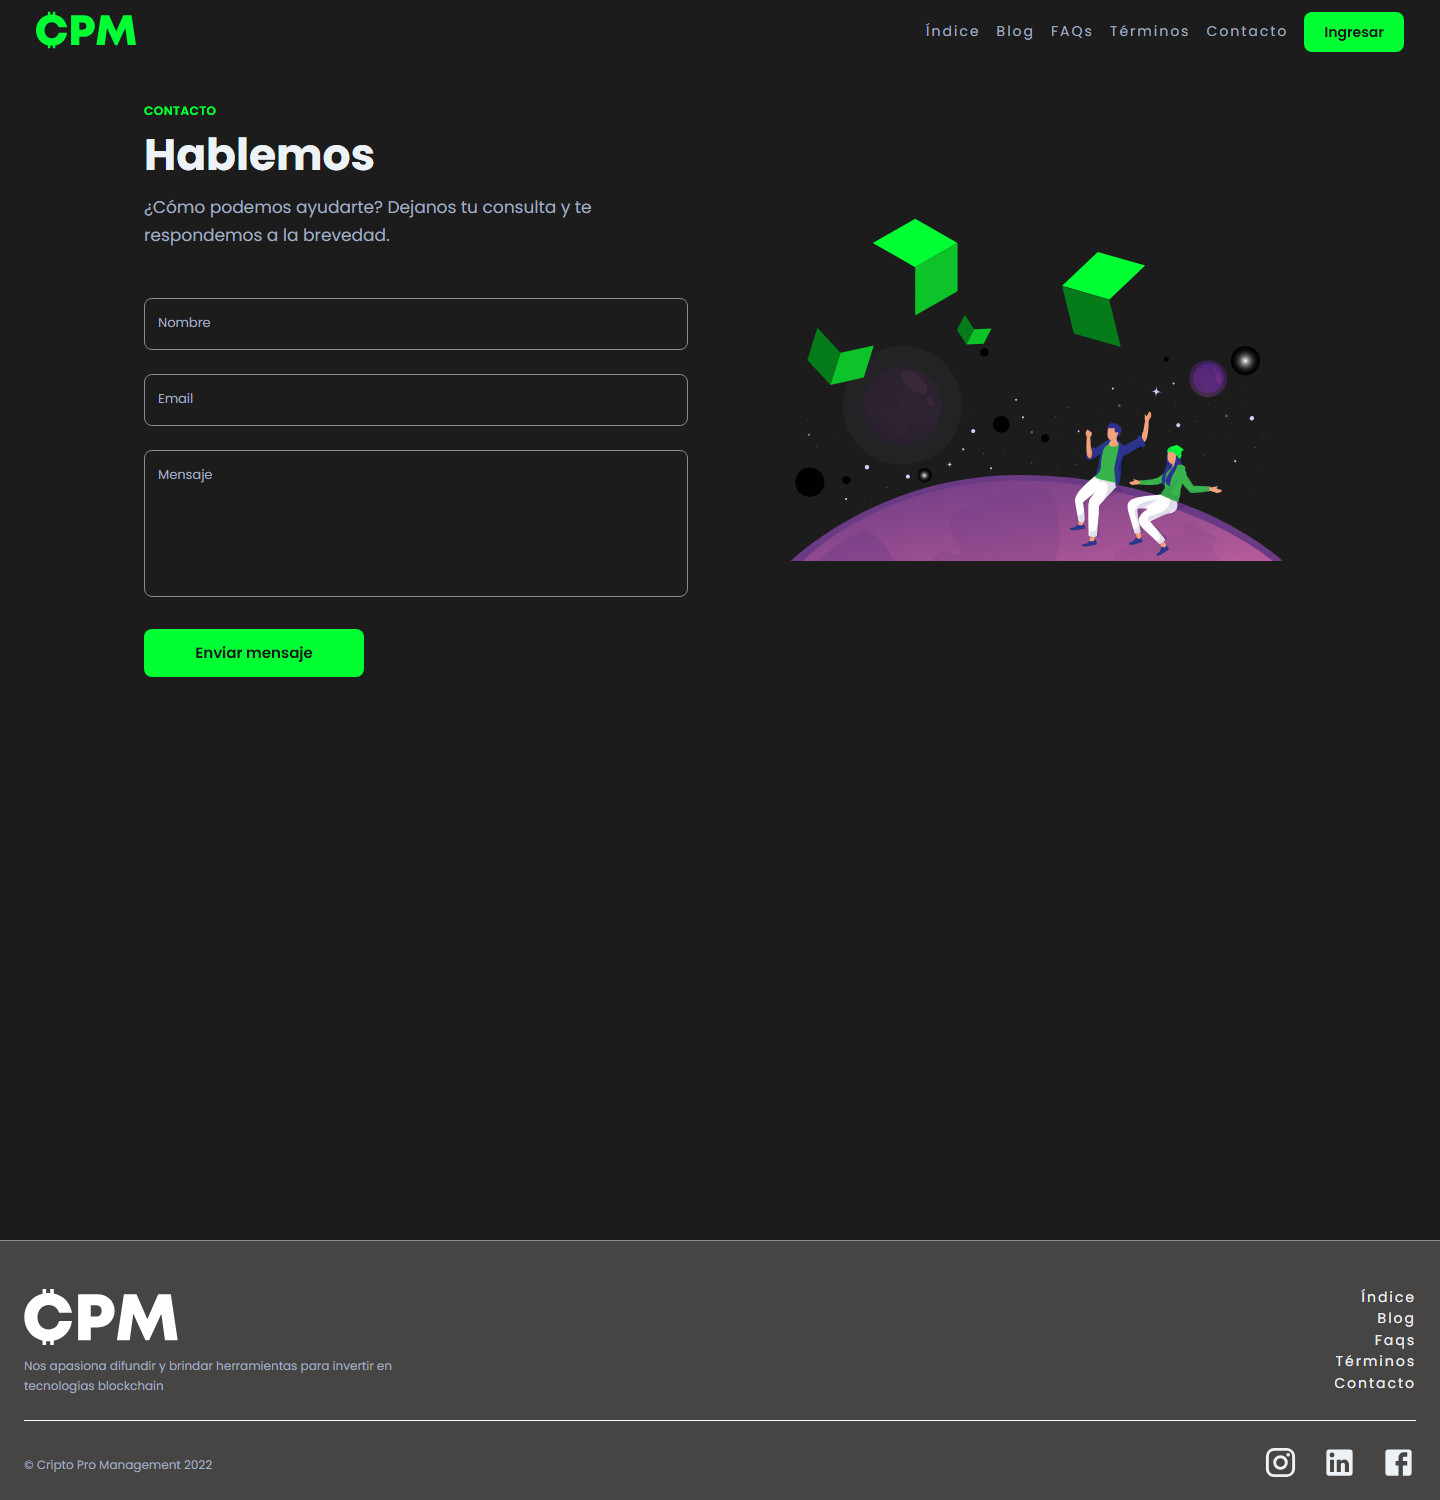 CPM
Índice Blog FAQs Términos Contacto Ingresar
CONTACTO
Hablemos
¿Cómo podemos ayudarte? Dejanos tu consulta y te
respondemos a la brevedad.
Nombre
Email
Mensaje
Enviar mensaje
CPM
Nos apasiona difundir y brindar herramientas para invertir en
tecnologías blockchain
Índice
Blog
Faqs
Términos
Contacto
© Cripto Pro Management 2022